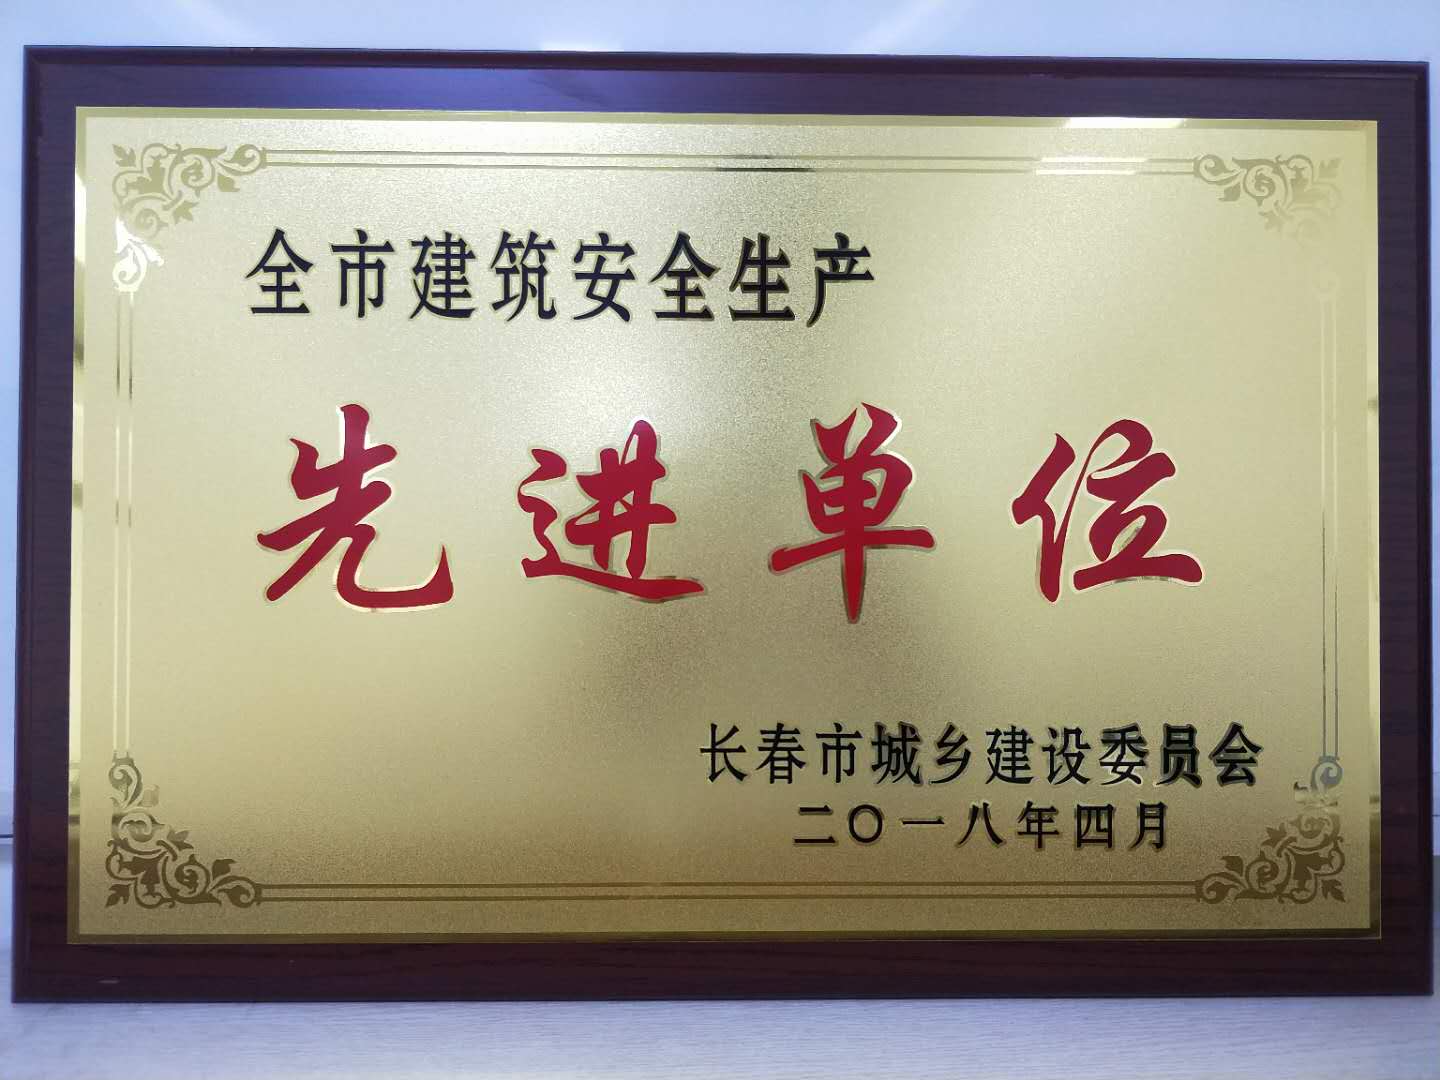 全市建筑安全生产
先进单位
长春市城乡建设委员会
二〇一八年四月